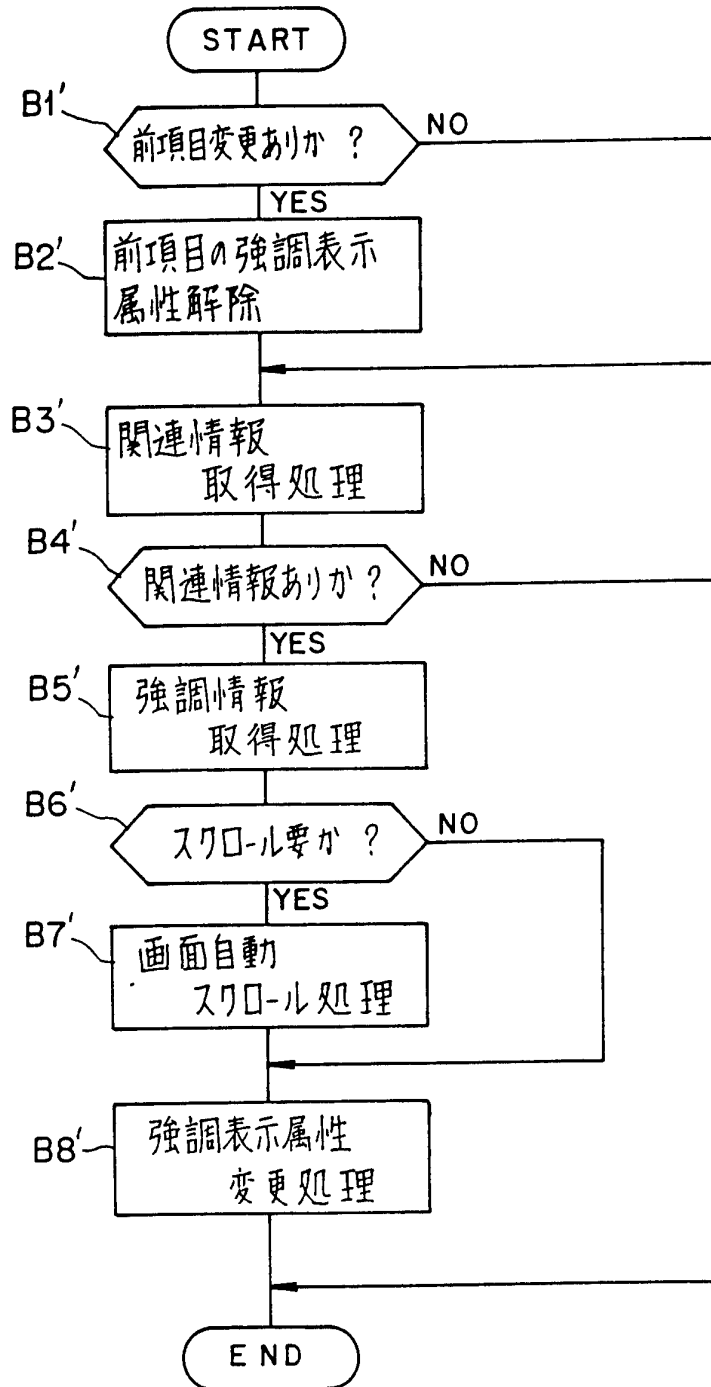 START
B1′
前項目変更ありか？
NO
YES
B2′
前項目の強調表示
属性解除
B3′
関連情報
取得処理
B4′
関連情報ありか？
NO
YES
B5′
強調情報
取得処理
B6′
スクロール要か？
NO
YES
B7′
画面自動
スクロール処理
B8′
強調表示属性
変更処理
END